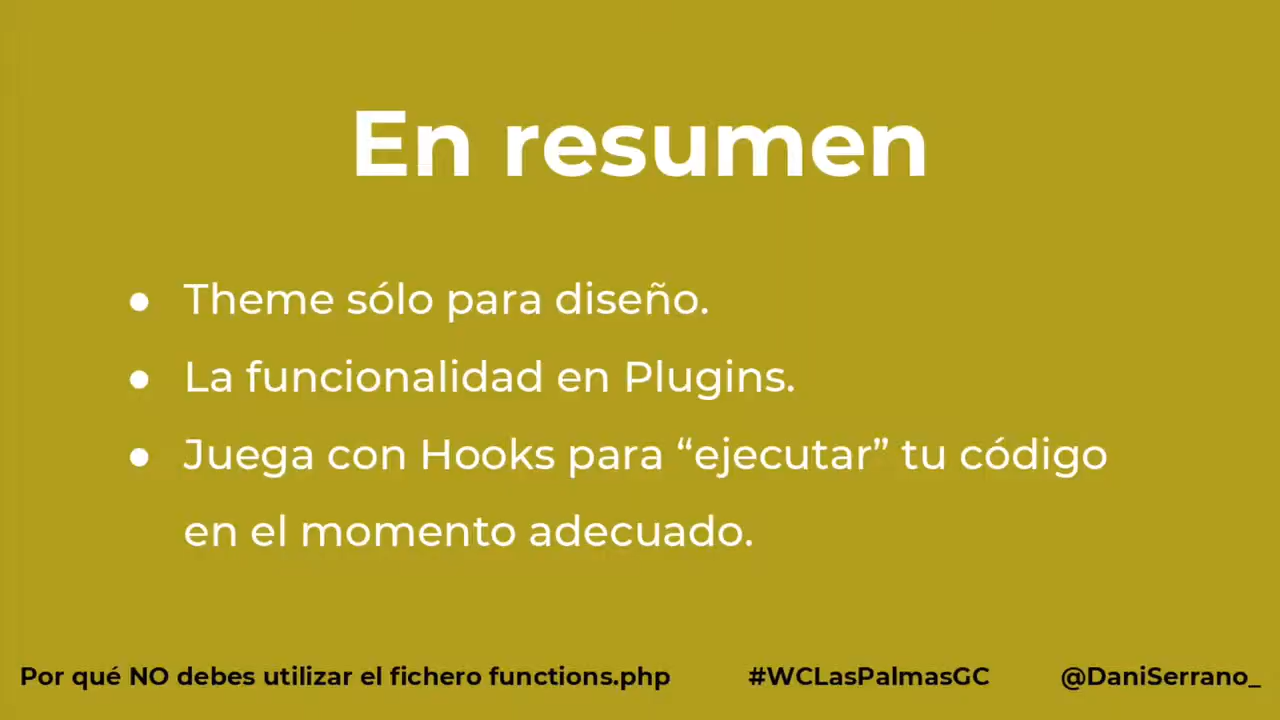 En resumen
● Theme sólo para diseño.
● La funcionalidad en Plugins.
● Juega con Hooks para “ejecutar” tu código
en el momento adecuado.
Por qué NO debes utilizar el fichero functions.php #WCLasPalmasGC @DaniSerrano_